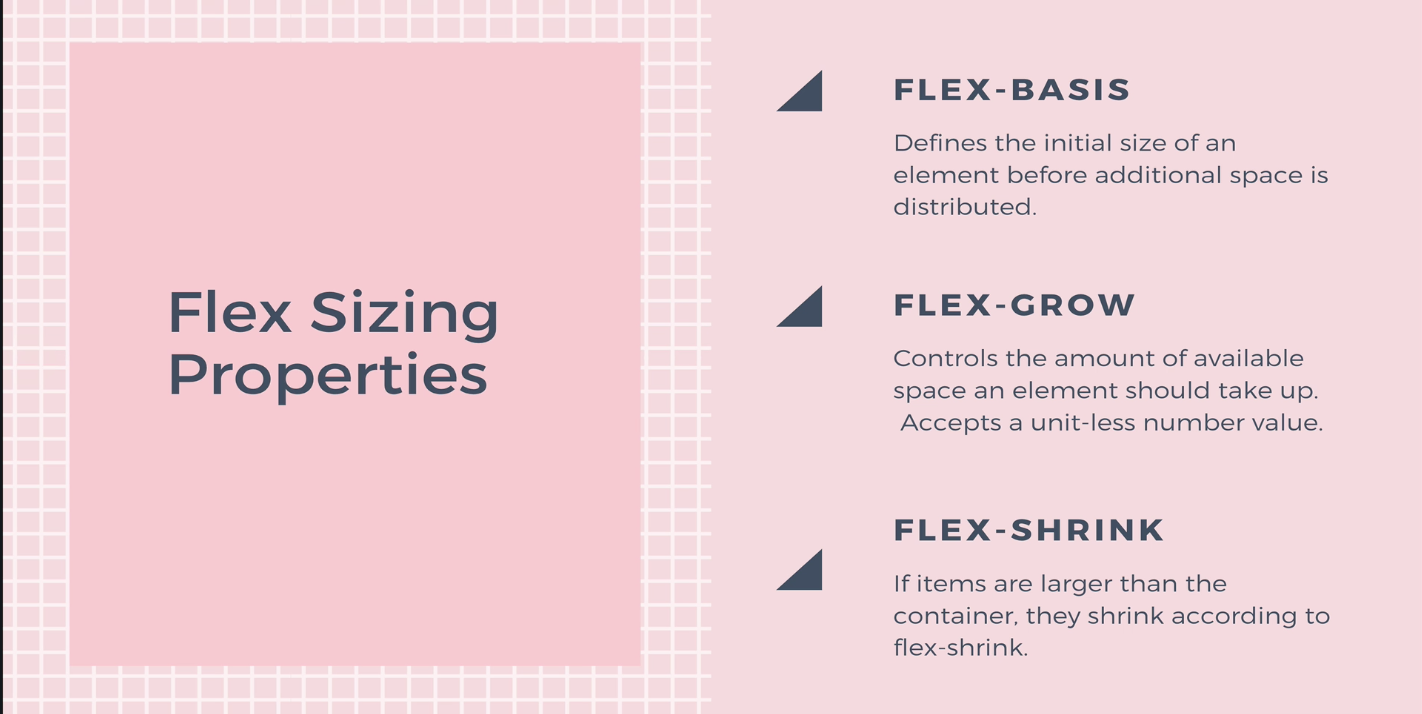 Flex Sizing
Properties
FLEX-BASIS
Defines the initial size of an
element before additional space is
distributed.
FLEX-GROW
Controls the amount of available
space an element should take up.
Accepts a unit-less number value.
FLEX-SHRINK
If items are larger than the
container, they shrink according to
flex-shrink.